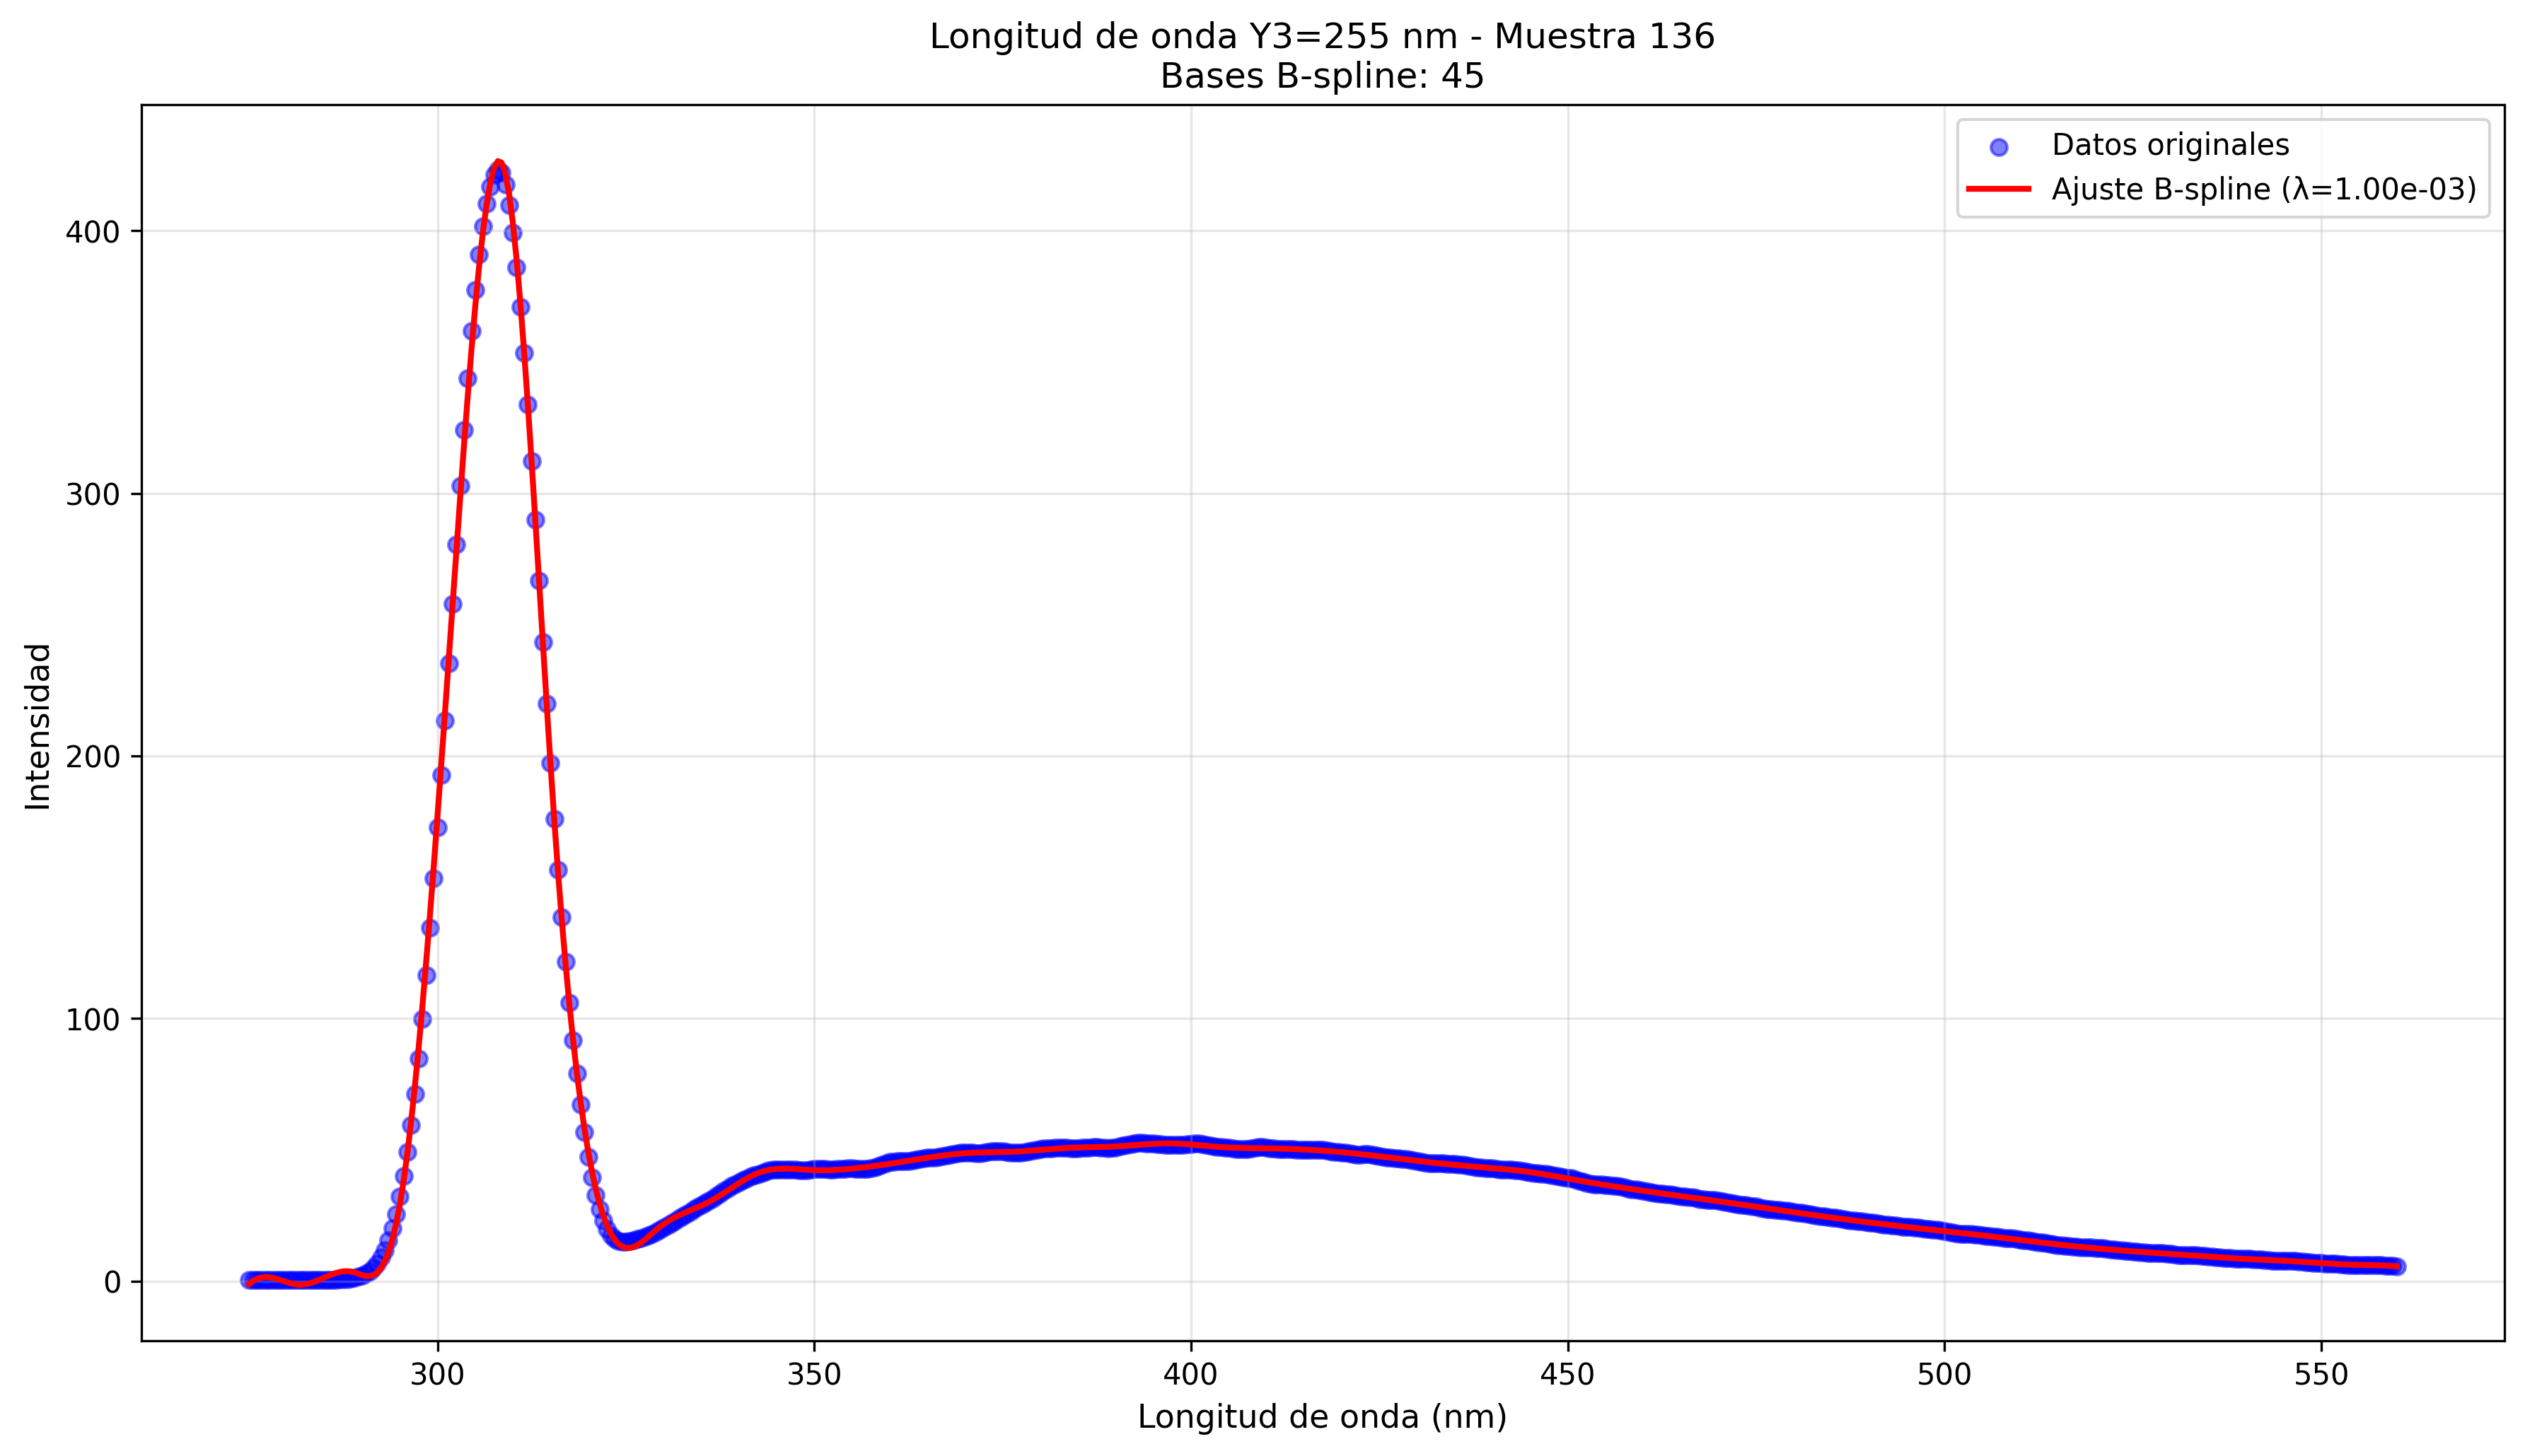 Longitud de onda Y3=255 nm - Muestra 136
Bases B-spline: 45
Datos originales
Ajuste B-spline (λ=1.00e-03)
Intensidad
400
300
200
100
0
300 350 400 450 500 550
Longitud de onda (nm)